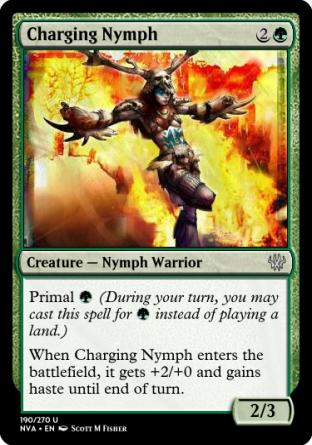 Charging Nymph 2
Creature — Nymph Warrior
Primal (During your turn, you may
cast this spell for instead of playing a
land.)
When Charging Nymph enters the
battlefield, it gets +2/+0 and gains
haste until end of turn.
2/3
190/270 U
NVA • EN Scott M Fisher